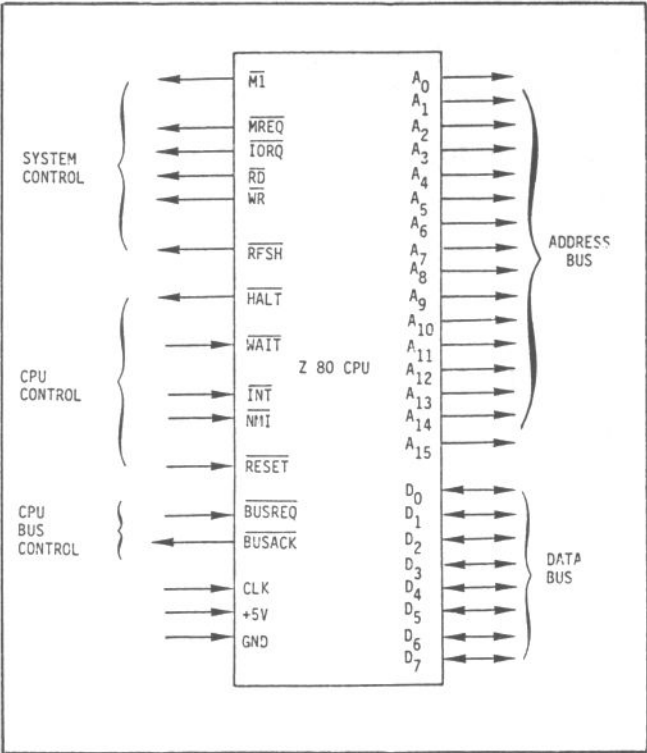 SYSTEM
CONTROL
CPU
CONTROL
CPU
BUS
CONTROL
M1
MREQ
IORQ
RD
WR
RFSH
HALT
WAIT
INT
NMI
RESET
BUSREQ
BUSACK
CLK
+5V
GND
Z 80 CPU
A0
A1
A2
A3
A4
A5
A6
A7
A8
A9
A10
A11
A12
A13
A14
A15
D0
D1
D2
D3
D4
D5
D6
D7
ADDRESS
BUS
DATA
BUS